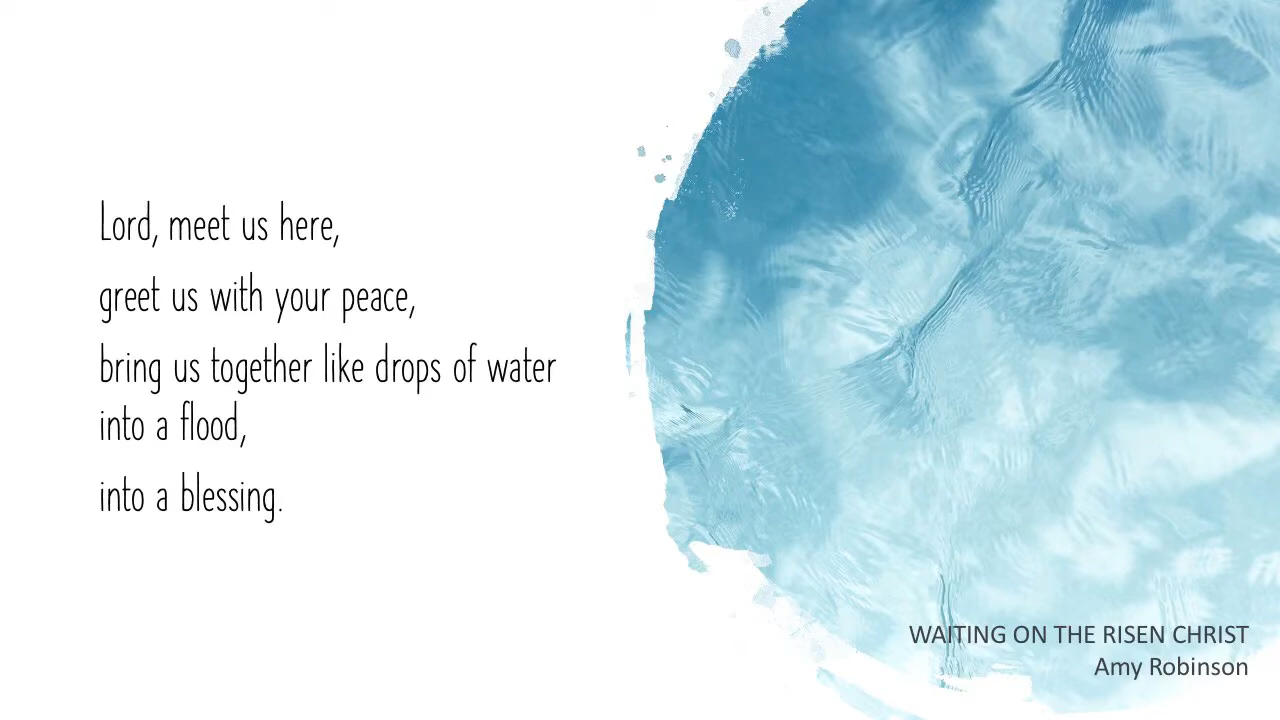 Lord, meet us here,
greet us with your peace,
bring us together like drops of water
into a flood,
into a blessing.
WAITING ON THE RISEN CHRIST
Amy Robinson